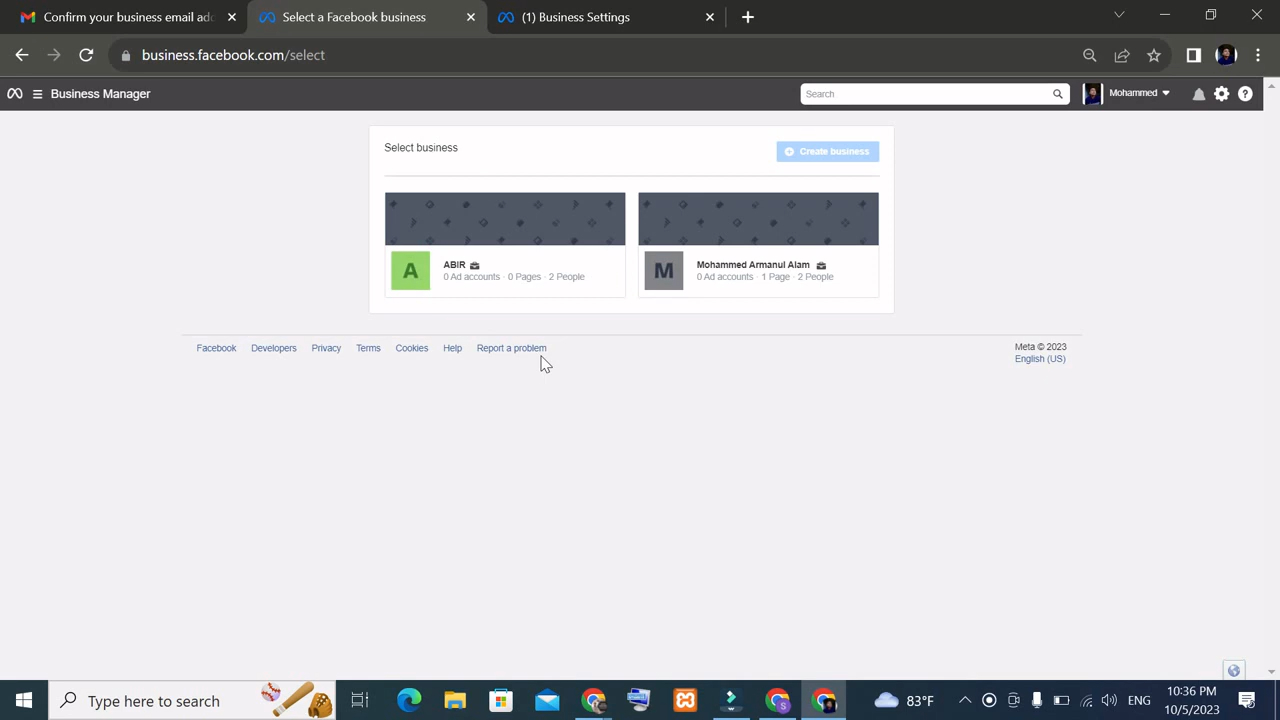 Confirm your business email ad
Select a Facebook business
(1) Business Settings
business.facebook.com/select
Business Manager
Search
Mohammed
Select business
Create business
A
ABIR
0 Ad accounts · 0 Pages · 2 People
M
Mohammed Armanul Alam
0 Ad accounts · 1 Page · 2 People
Facebook Developers Privacy Terms Cookies Help Report a problem
Meta © 2023
English (US)
Type here to search
83°F
ENG
10:36 PM
10/5/2023